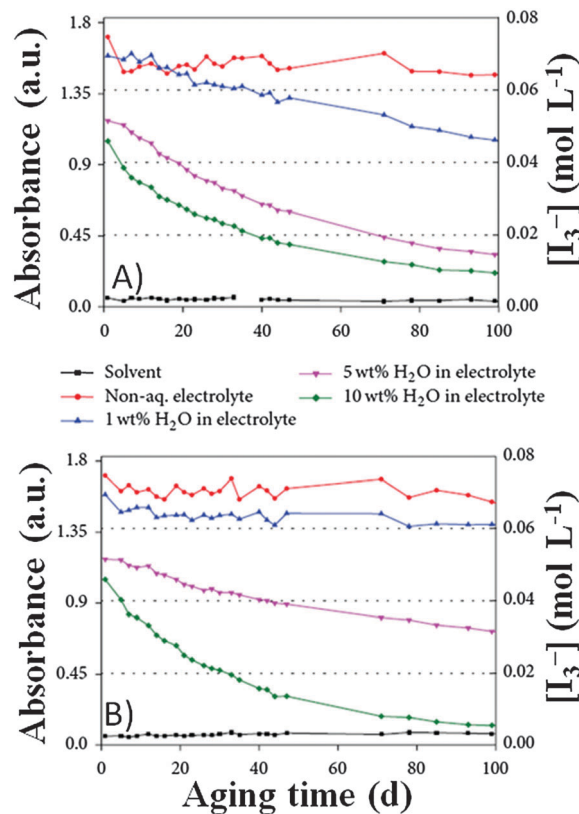 1.8
1.35
0.9
0.45
0.0
0.08
0.06
0.04
0.02
0.00
Absorbance (a.u.)
[I₃⁻] (mol L⁻¹)
A)
0 20 40 60 80 100
Solvent
Non-aq. electrolyte
1 wt% H₂O in electrolyte
5 wt% H₂O in electrolyte
10 wt% H₂O in electrolyte
1.8
1.35
0.9
0.45
0.0
0.08
0.06
0.04
0.02
0.00
Absorbance (a.u.)
[I₃⁻] (mol L⁻¹)
B)
0 20 40 60 80 100
Aging time (d)